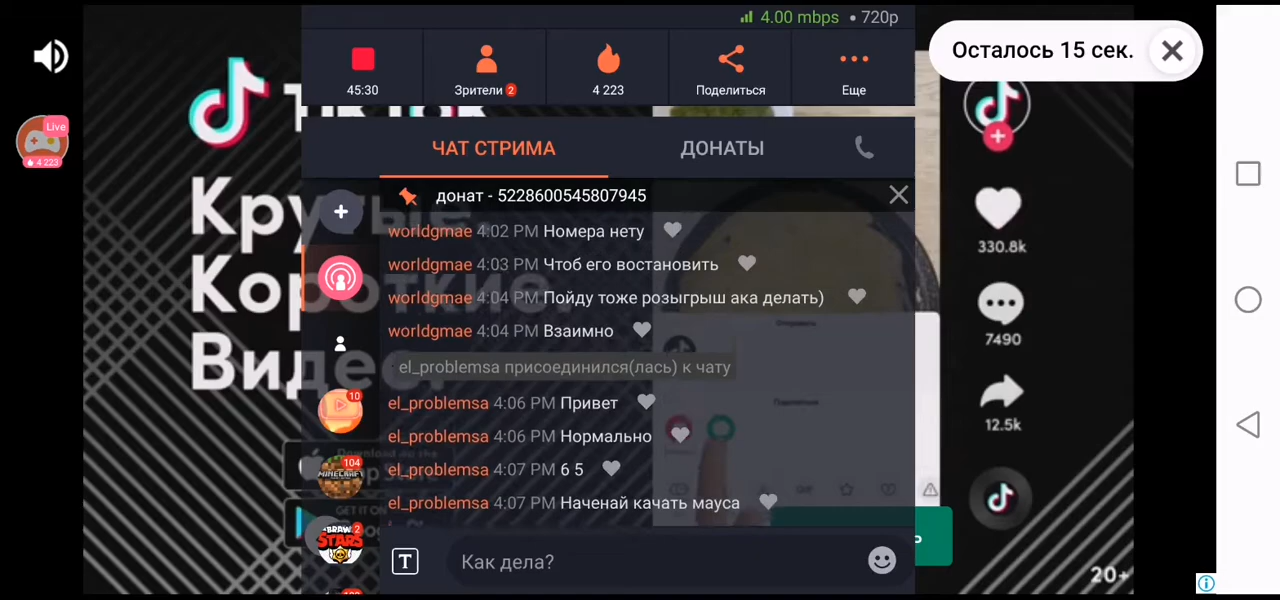 4.00 mbps • 720p
Осталось 15 сек.
45:30
Зрители 2
4 223
Поделиться
Еще
Live
4 223
ЧАТ СТРИМА
ДОНАТЫ
донат - 5228600545807945
worldgmae 4:02 PM Номера нету
worldgmae 4:03 PM Чтоб его востановить
worldgmae 4:04 PM Пойду тоже розыгрыш ака делать)
worldgmae 4:04 PM Взаимно
el_problemsa присоединился(лась) к чату
el_problemsa 4:06 PM Привет
el_problemsa 4:06 PM Нормально
el_problemsa 4:07 PM 6 5
el_problemsa 4:07 PM Наченай качать мауса
Как дела?
T
10
104
MINECRAFT
2
BRAWL
STARS
Короткие.
330.8k
7490
12.5k
20+